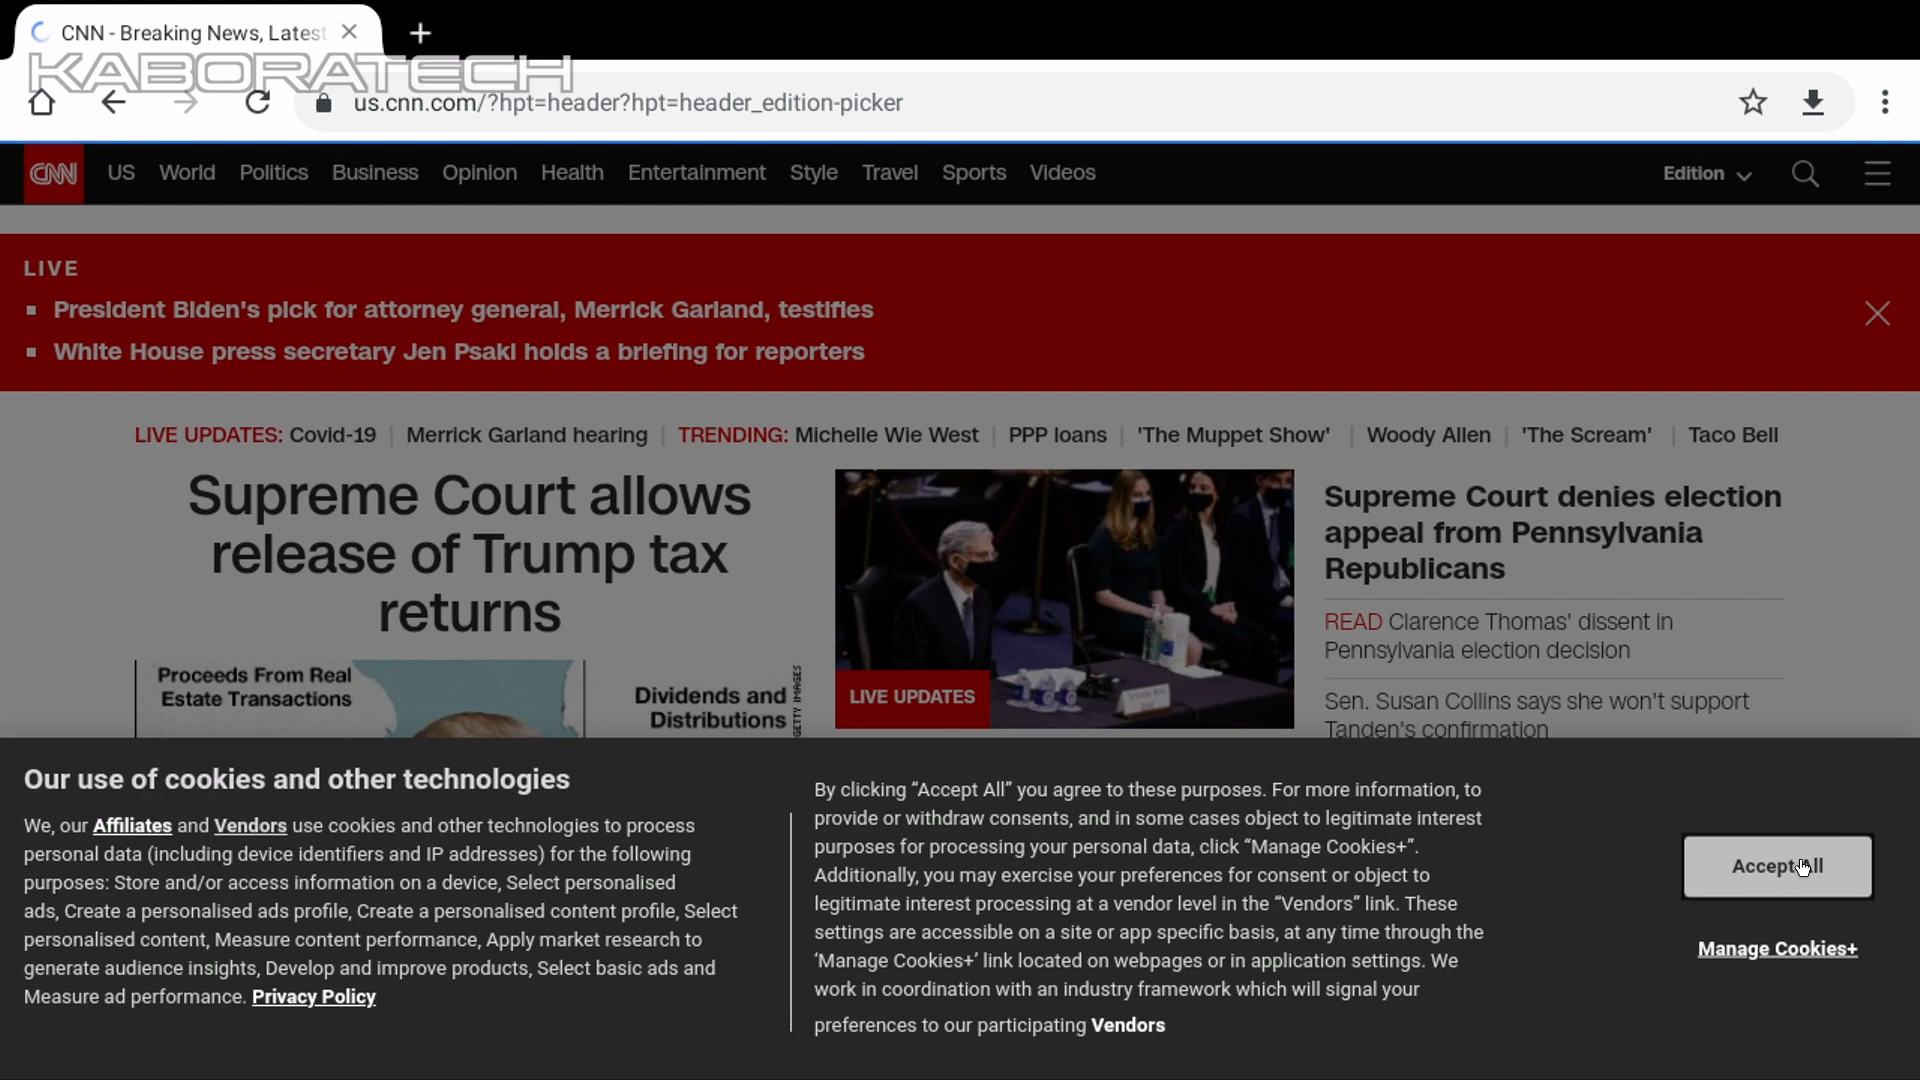 CNN - Breaking News, Latest
KABORATECH
us.cnn.com/?hpt=header?hpt=header_edition-picker
CNN US World Politics Business Opinion Health Entertainment Style Travel Sports Videos Edition
LIVE
President Biden's pick for attorney general, Merrick Garland, testifies
White House press secretary Jen Psaki holds a briefing for reporters
LIVE UPDATES: Covid-19 | Merrick Garland hearing | TRENDING: Michelle Wie West | PPP loans | 'The Muppet Show' | Woody Allen | 'The Scream' | Taco Bell
Supreme Court allows
release of Trump tax
returns
Proceeds From Real
Estate Transactions
Dividends and
Distributions
GETTY IMAGES
LIVE UPDATES
Supreme Court denies election
appeal from Pennsylvania
Republicans
READ Clarence Thomas' dissent in
Pennsylvania election decision
Sen. Susan Collins says she won't support
Tanden's confirmation
Our use of cookies and other technologies
We, our Affiliates and Vendors use cookies and other technologies to process
personal data (including device identifiers and IP addresses) for the following
purposes: Store and/or access information on a device, Select personalised
ads, Create a personalised ads profile, Create a personalised content profile, Select
personalised content, Measure content performance, Apply market research to
generate audience insights, Develop and improve products, Select basic ads and
Measure ad performance. Privacy Policy
By clicking “Accept All” you agree to these purposes. For more information, to
provide or withdraw consents, and in some cases object to legitimate interest
purposes for processing your personal data, click “Manage Cookies+”.
Additionally, you may exercise your preferences for consent or object to
legitimate interest processing at a vendor level in the “Vendors” link. These
settings are accessible on a site or app specific basis, at any time through the
‘Manage Cookies+’ link located on webpages or in application settings. We
work in coordination with an industry framework which will signal your
preferences to our participating Vendors
Accept All
Manage Cookies+